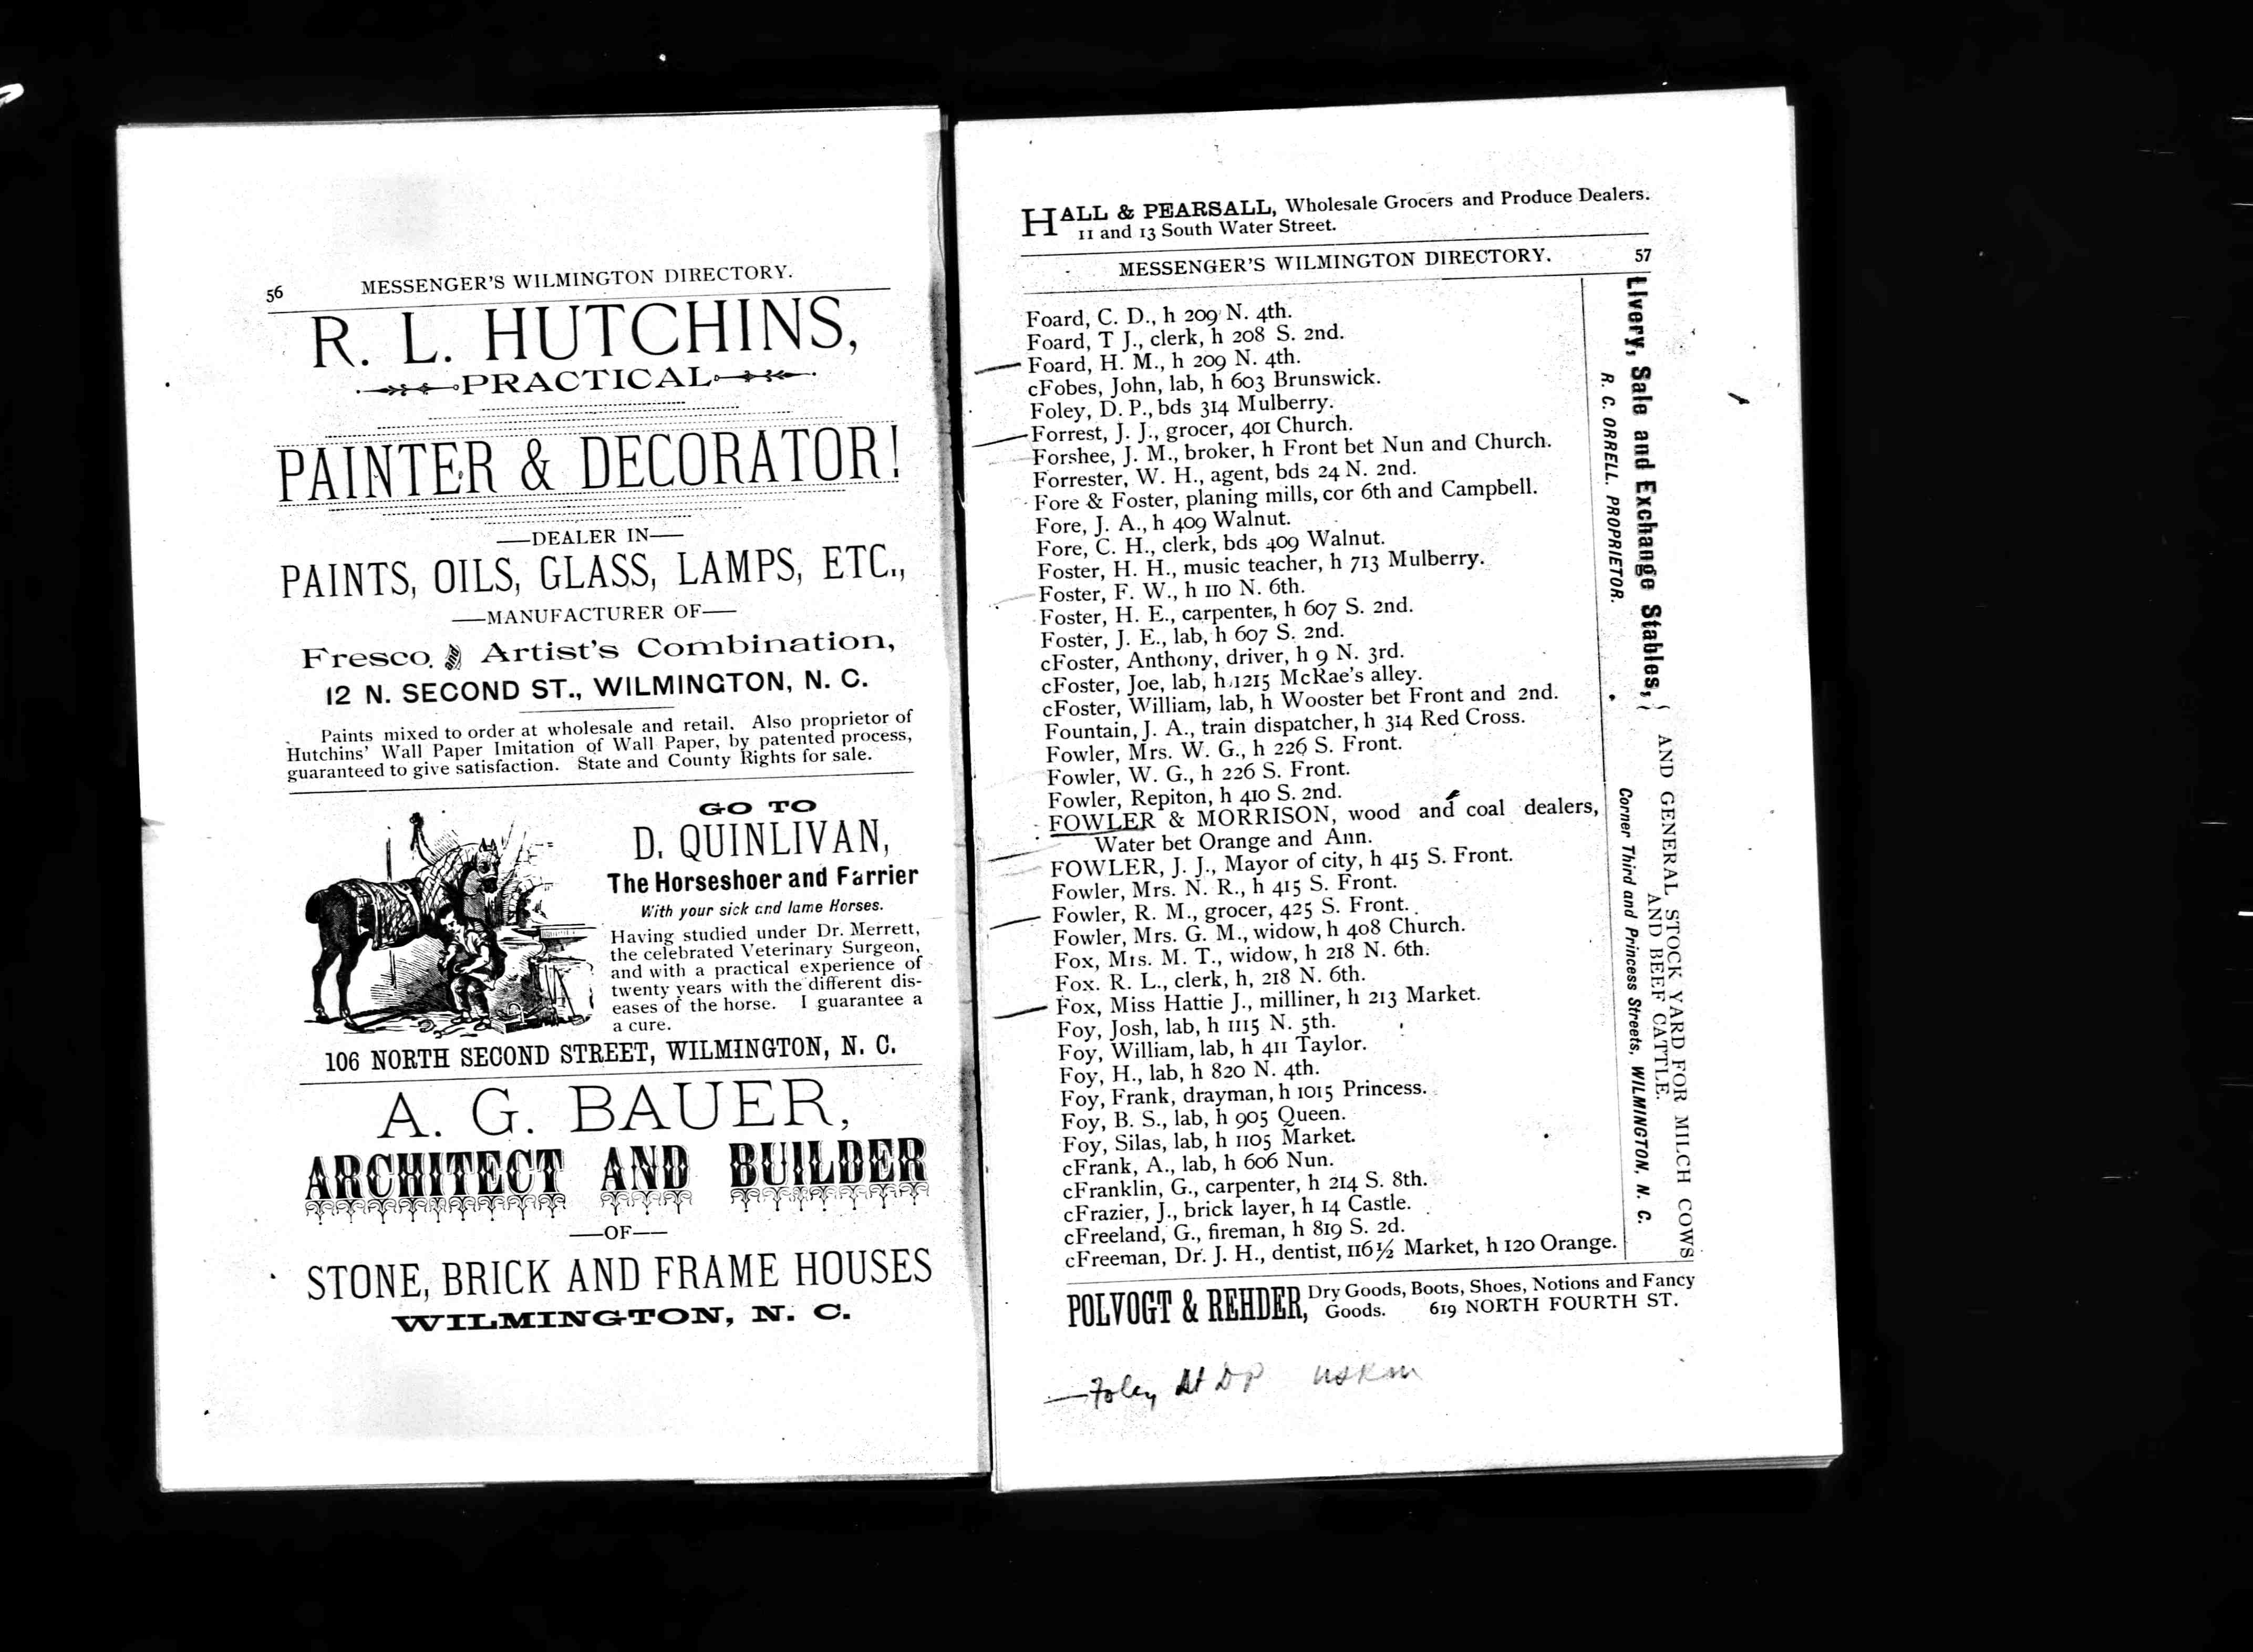 56
MESSENGER'S WILMINGTON DIRECTORY.
R. L. HUTCHINS,
PRACTICAL
PAINTER & DECORATOR!
—DEALER IN—
PAINTS, OILS, GLASS, LAMPS, ETC.,
—MANUFACTURER OF—
Fresco and Artist's Combination,
12 N. SECOND ST., WILMINGTON, N. C.
Paints mixed to order at wholesale and retail. Also proprietor of
Hutchins' Wall Paper Imitation of Wall Paper, by patented process,
guaranteed to give satisfaction. State and County Rights for sale.
GO TO
D. QUINLIVAN,
The Horseshoer and Farrier
With your sick and lame Horses.
Having studied under Dr. Merrett,
the celebrated Veterinary Surgeon,
and with a practical experience of
twenty years with the different dis-
eases of the horse. I guarantee a
a cure.
106 NORTH SECOND STREET, WILMINGTON, N. C.
A. G. BAUER,
ARCHITECT AND BUILDER
—OF—
STONE, BRICK AND FRAME HOUSES
WILMINGTON, N. C.
HALL & PEARSALL, Wholesale Grocers and Produce Dealers.
11 and 13 South Water Street.
MESSENGER'S WILMINGTON DIRECTORY. 57
Foard, C. D., h 209 N. 4th.
Foard, T J., clerk, h 208 S. 2nd.
Foard, H. M., h 209 N. 4th.
cFobes, John, lab, h 603 Brunswick.
Foley, D. P., bds 314 Mulberry.
Forrest, J. J., grocer, 401 Church.
Forshee, J. M., broker, h Front bet Nun and Church.
Forrester, W. H., agent, bds 24 N. 2nd.
Fore & Foster, planing mills, cor 6th and Campbell.
Fore, J. A., h 409 Walnut.
Fore, C. H., clerk, bds 409 Walnut.
Foster, H. H., music teacher, h 713 Mulberry.
Foster, F. W., h 110 N. 6th.
Foster, H. E., carpenter, h 607 S. 2nd.
Foster, J. E., lab, h 607 S. 2nd.
cFoster, Anthony, driver, h 9 N. 3rd.
cFoster, Joe, lab, h 1215 McRae's alley.
cFoster, William, lab, h Wooster bet Front and 2nd.
Fountain, J. A., train dispatcher, h 314 Red Cross.
Fowler, Mrs. W. G., h 226 S. Front.
Fowler, W. G., h 226 S. Front.
Fowler, Repiton, h 410 S. 2nd.
FOWLER & MORRISON, wood and coal dealers,
Water bet Orange and Ann.
FOWLER, J. J., Mayor of city, h 415 S. Front.
Fowler, Mrs. N. R., h 415 S. Front.
Fowler, R. M., grocer, 425 S. Front.
Fowler, Mrs. G. M., widow, h 408 Church.
Fox, Mrs. M. T., widow, h 218 N. 6th.
Fox. R. L., clerk, h, 218 N. 6th.
Fox, Miss Hattie J., milliner, h 213 Market.
Foy, Josh, lab, h 1115 N. 5th.
Foy, William, lab, h 411 Taylor.
Foy, H., lab, h 820 N. 4th.
Foy, Frank, drayman, h 1015 Princess.
Foy, B. S., lab, h 905 Queen.
Foy, Silas, lab, h 1105 Market.
cFrank, A., lab, h 606 Nun.
cFranklin, G., carpenter, h 214 S. 8th.
cFrazier, J., brick layer, h 14 Castle.
cFreeland, G., fireman, h 819 S. 2d.
cFreeman, Dr. J. H., dentist, 116½ Market, h 120 Orange.
Livery, Sale and Exchange Stables, { AND GENERAL STOCK YARD FOR MILCH COWS
AND BEEF CATTLE.
R. C. ORRELL. PROPRIETOR. Corner Third and Princess Streets, WILMINGTON, N. C.
POLVOGT & REHDER, Dry Goods, Boots, Shoes, Notions and Fancy
Goods. 619 NORTH FOURTH ST.
Foley DP